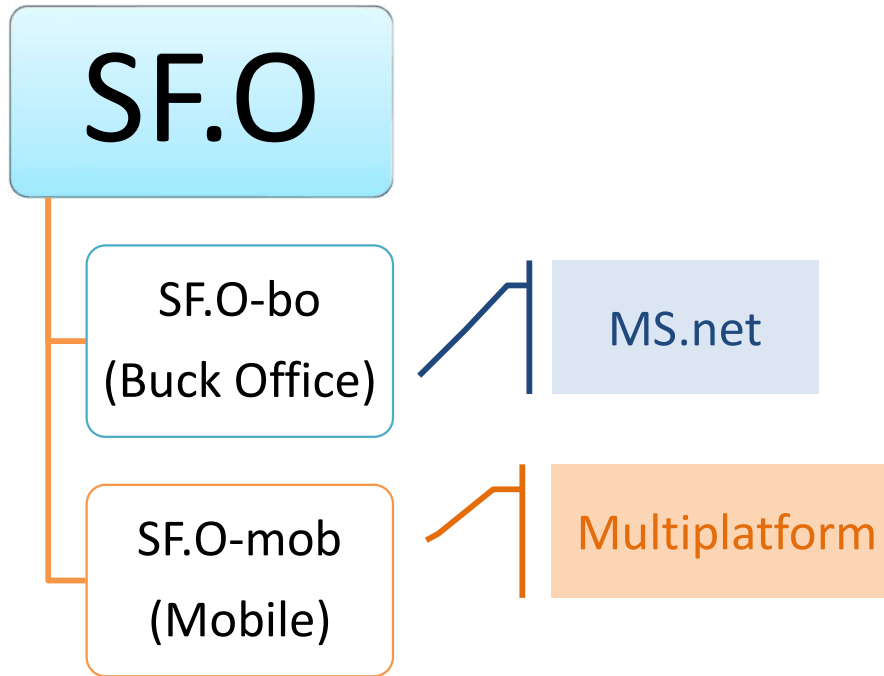 SF.O
SF.O-bo
(Buck Office)
MS.net
SF.O-mob
(Mobile)
Multiplatform